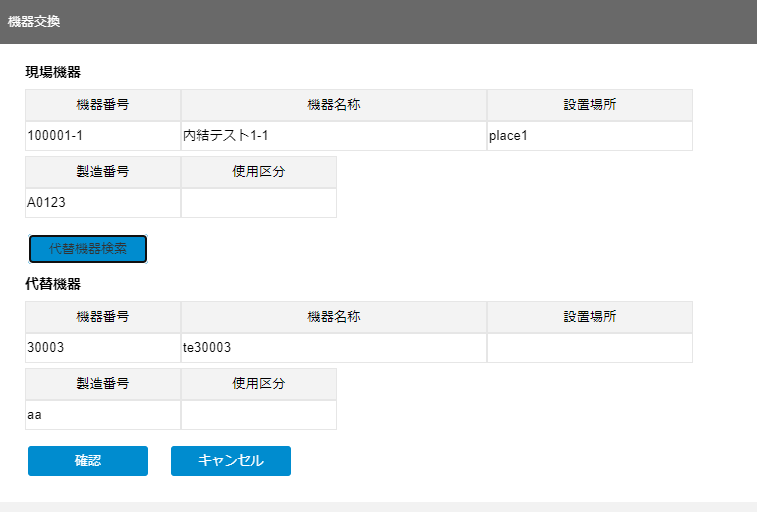 機器交換
現場機器
機器番号 機器名称 設置場所
100001-1 内結テスト1-1 place1
製造番号 使用区分
A0123
代替機器検索
代替機器
機器番号 機器名称 設置場所
30003 te30003
製造番号 使用区分
aa
確認 キャンセル